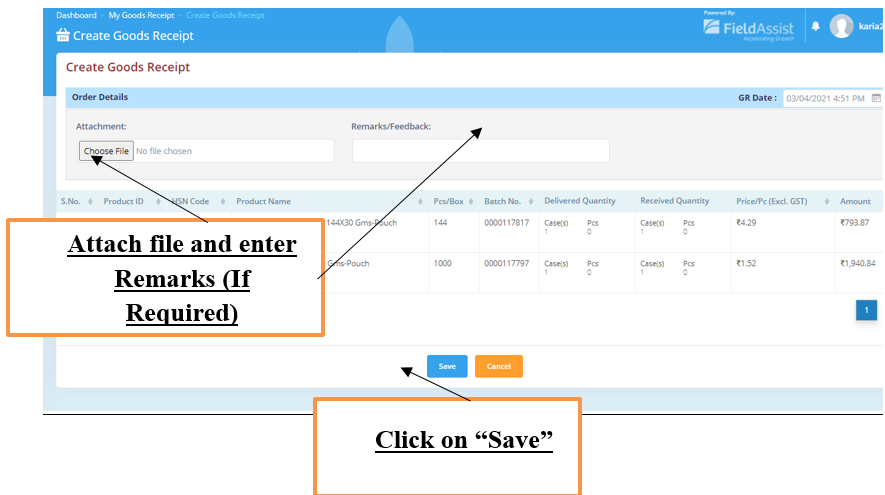 Dashboard My Goods Receipt Create Goods Receipt
Powered By:
FieldAssist
Accelerating Growth
karia2
Create Goods Receipt
Create Goods Receipt
Order Details
GR Date : 03/04/2021 4:51 PM
Attachment:
Remarks/Feedback:
Choose File No file chosen
S.No. Product ID HSN Code Product Name Pcs/Box Batch No. Delivered Quantity Received Quantity Price/Pc (Excl. GST) Amount
144X30 Gms-Pouch 144 0000117817 Case(s) Pcs Case(s) Pcs ₹4.29 ₹793.87
1 0 1 0
Gms-Pouch 1000 0000117797 Case(s) Pcs Case(s) Pcs ₹1.52 ₹1,940.84
1 0 1 0
Attach file and enter
Remarks (If
Required)
1
Save Cancel
Click on “Save”